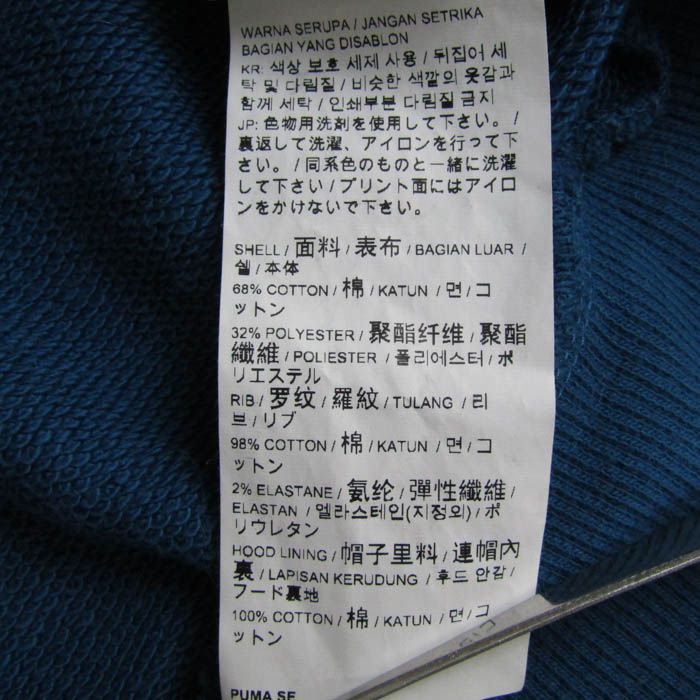 WARNA SERUPA / JANGAN SETRIKA
BAGIAN YANG DISABLON
KR: 색상 보호 세제 사용 / 뒤집어 세
탁 및 다림질 / 비슷한 색깔의 옷감과
함께 세탁 / 인쇄부분 다림질 금지
JP: 色物用洗剤を使用して下さい。 /
裏返して洗濯、アイロンを行って下
さい。 / 同系色のものと一緒に洗濯
して下さい / プリント面にはアイロ
ンをかけないで下さい。
SHELL / 面料 / 表布 / BAGIAN LUAR /
쉘 / 本体
68% COTTON / 棉 / KATUN / 면 / コ
ットン
32% POLYESTER / 聚酯纤维 / 聚酯
纖維 / POLIESTER / 폴리에스터 / ポ
リエステル
RIB / 罗纹 / 羅紋 / TULANG / 리
브 / リブ
98% COTTON / 棉 / KATUN / 면 / コ
ットン
2% ELASTANE / 氨纶 / 彈性纖維 /
ELASTAN / 엘라스테인(지정외) / ポ
リウレタン
HOOD LINING / 帽子里料 / 連帽內
裏 / LAPISAN KERUDUNG / 후드 안감 /
フード裏地
100% COTTON / 棉 / KATUN / 면 / コ
ットン
PUMA SE